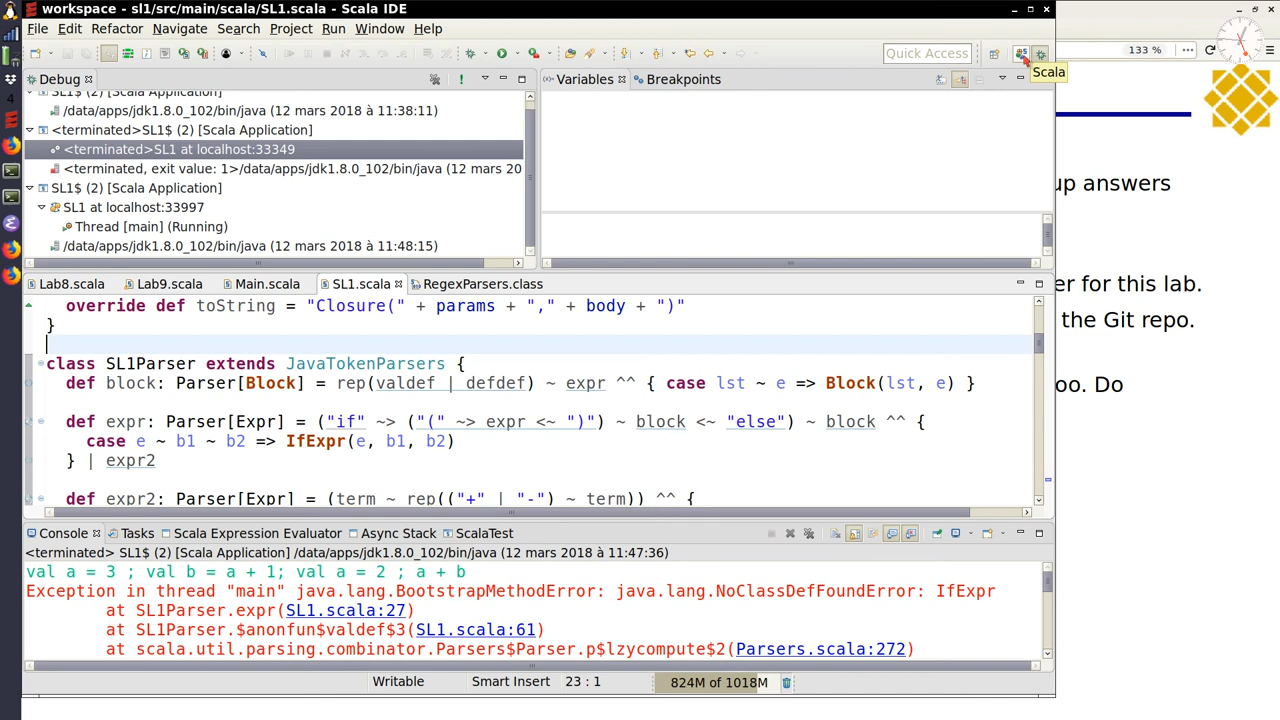 workspace - sl1/src/main/scala/SL1.scala - Scala IDE
File Edit Refactor Navigate Search Project Run Window Help
133 %
Quick Access
Scala
Debug
Variables
Breakpoints
<terminated>SL1$ (2) [Scala Application]
/data/apps/jdk1.8.0_102/bin/java (12 mars 2018 à 11:38:11)
<terminated>SL1$ (2) [Scala Application]
<terminated>SL1 at localhost:33349
<terminated, exit value: 1>/data/apps/jdk1.8.0_102/bin/java (12 mars 20
SL1$ (2) [Scala Application]
SL1 at localhost:33997
Thread [main] (Running)
/data/apps/jdk1.8.0_102/bin/java (12 mars 2018 à 11:48:15)
up answers
er for this lab.
the Git repo.
oo. Do
Lab8.scala Lab9.scala Main.scala SL1.scala RegexParsers.class
override def toString = "Closure(" + params + "," + body + ")"
}
class SL1Parser extends JavaTokenParsers {
def block: Parser[Block] = rep(valdef | defdef) ~ expr ^^ { case lst ~ e => Block(lst, e) }
def expr: Parser[Expr] = ("if" ~> ("(" ~> expr <~ ")") ~ block <~ "else") ~ block ^^ {
case e ~ b1 ~ b2 => IfExpr(e, b1, b2)
} | expr2
def expr2: Parser[Expr] = (term ~ rep(("+" | "-") ~ term)) ^^ {
Console Tasks Scala Expression Evaluator Async Stack ScalaTest
<terminated> SL1$ (2) [Scala Application] /data/apps/jdk1.8.0_102/bin/java (12 mars 2018 à 11:47:36)
val a = 3 ; val b = a + 1; val a = 2 ; a + b
Exception in thread "main" java.lang.BootstrapMethodError: java.lang.NoClassDefFoundError: IfExpr
at SL1Parser.expr(SL1.scala:27)
at SL1Parser.$anonfun$valdef$3(SL1.scala:61)
at scala.util.parsing.combinator.Parsers$Parser.p$lzycompute$2(Parsers.scala:272)
Writable Smart Insert 23 : 1 824M of 1018M